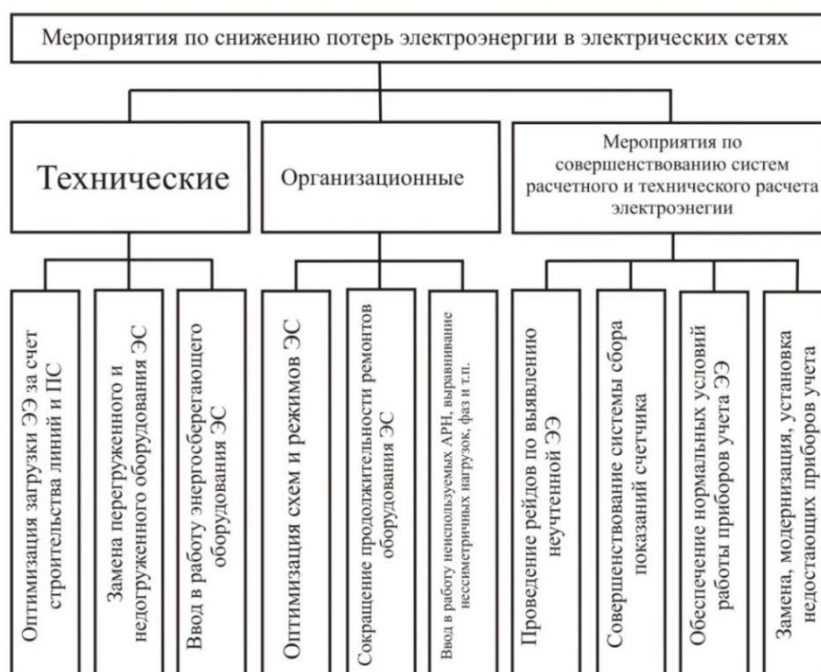 Мероприятия по снижению потерь электроэнергии в электрических сетях
Технические
Организационные
Мероприятия по
совершенствованию систем
расчетного и технического расчета
электроэнегии
Оптимизация загрузки ЭЭ за счет
строительства линий и ПС
Замена перегруженного и
недогруженного оборудования ЭС
Ввод в работу энергосберегающего
оборудования ЭС
Оптимизация схем и режимов ЭС
Сокращение продолжительности ремонтов
оборудования ЭС
Ввод в работу неиспользуемых АРН, выравнивание
нессиметричных нагрузок, фаз и т.п.
Проведение рейдов по выявлению
неучтенной ЭЭ
Совершенствование системы сбора
показаний счетчика
Обеспечение нормальных условий
работы приборов учета ЭЭ
Замена, модернизация, установка
недостающих приборов учета